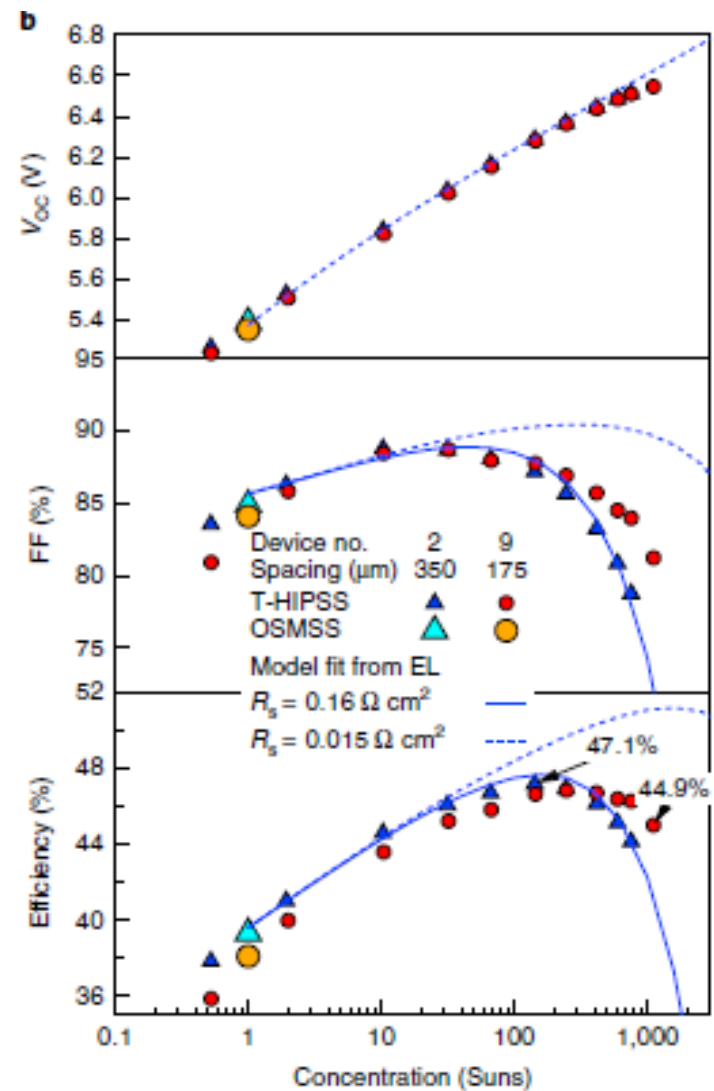 b
6.8
6.6
6.4
6.2
6.0
5.8
5.6
5.4
V_OC (V)
95
90
85
80
75
FF (%)
Device no. 2 9
Spacing (µm) 350 175
T-HIPSS
OSMSS
Model fit from EL
R_s = 0.16 Ω cm²
R_s = 0.015 Ω cm²
52
48
44
40
36
Efficiency (%)
47.1%
44.9%
0.1 1 10 100 1,000
Concentration (Suns)